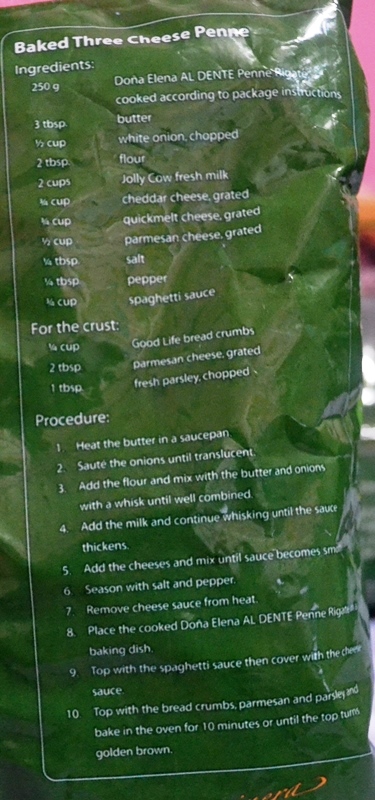 Baked Three Cheese Penne
Ingredients:
250 g Doña Elena AL DENTE Penne Rigate
cooked according to package instructions
3 tbsp. butter
½ cup white onion, chopped
2 tbsp. flour
2 cups Jolly Cow fresh milk
¾ cup cheddar cheese, grated
¾ cup quickmelt cheese, grated
½ cup parmesan cheese, grated
¼ tbsp. salt
¼ tbsp. pepper
¾ cup spaghetti sauce
For the crust:
¼ cup Good Life bread crumbs
2 tbsp parmesan cheese, grated
1 tbsp. fresh parsley, chopped
Procedure:
1. Heat the butter in a saucepan.
2. Sauté the onions until translucent.
3. Add the flour and mix with the butter and onions
with a whisk until well combined.
4. Add the milk and continue whisking until the sauce
thickens.
5. Add the cheeses and mix until sauce becomes
6. Season with salt and pepper.
7. Remove cheese sauce from heat.
8. Place the cooked Doña Elena AL DENTE Penne Rigate
baking dish.
9. Top with the spaghetti sauce then cover with the cheese
sauce.
10. Top with the bread crumbs, parmesan and parsley and
bake in the oven for 10 minutes or until the top turns
golden brown.